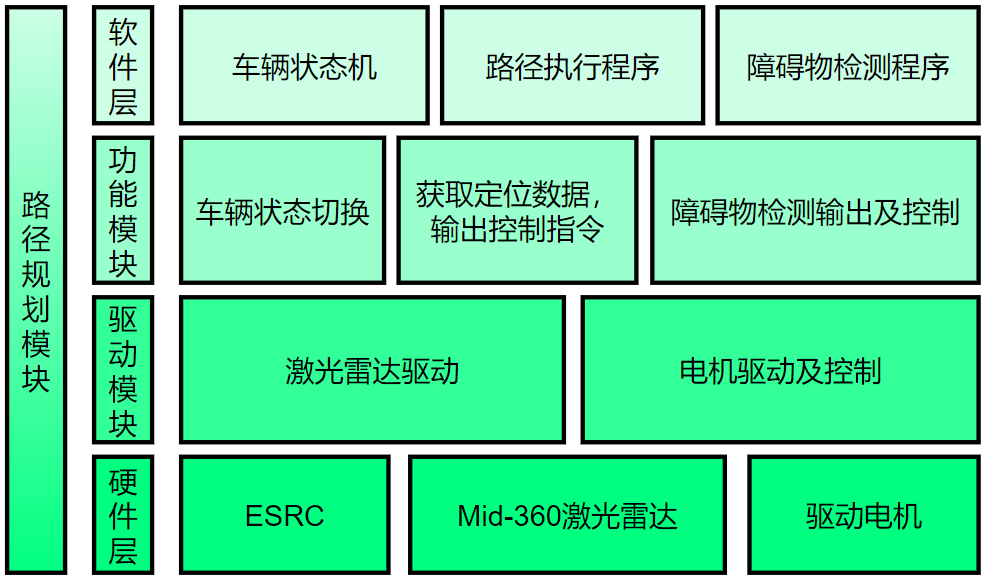 路径规划模块
软件层
车辆状态机
路径执行程序
障碍物检测程序
功能模块
车辆状态切换
获取定位数据，
输出控制指令
障碍物检测输出及控制
驱动模块
激光雷达驱动
电机驱动及控制
硬件层
ESRC
Mid-360激光雷达
驱动电机